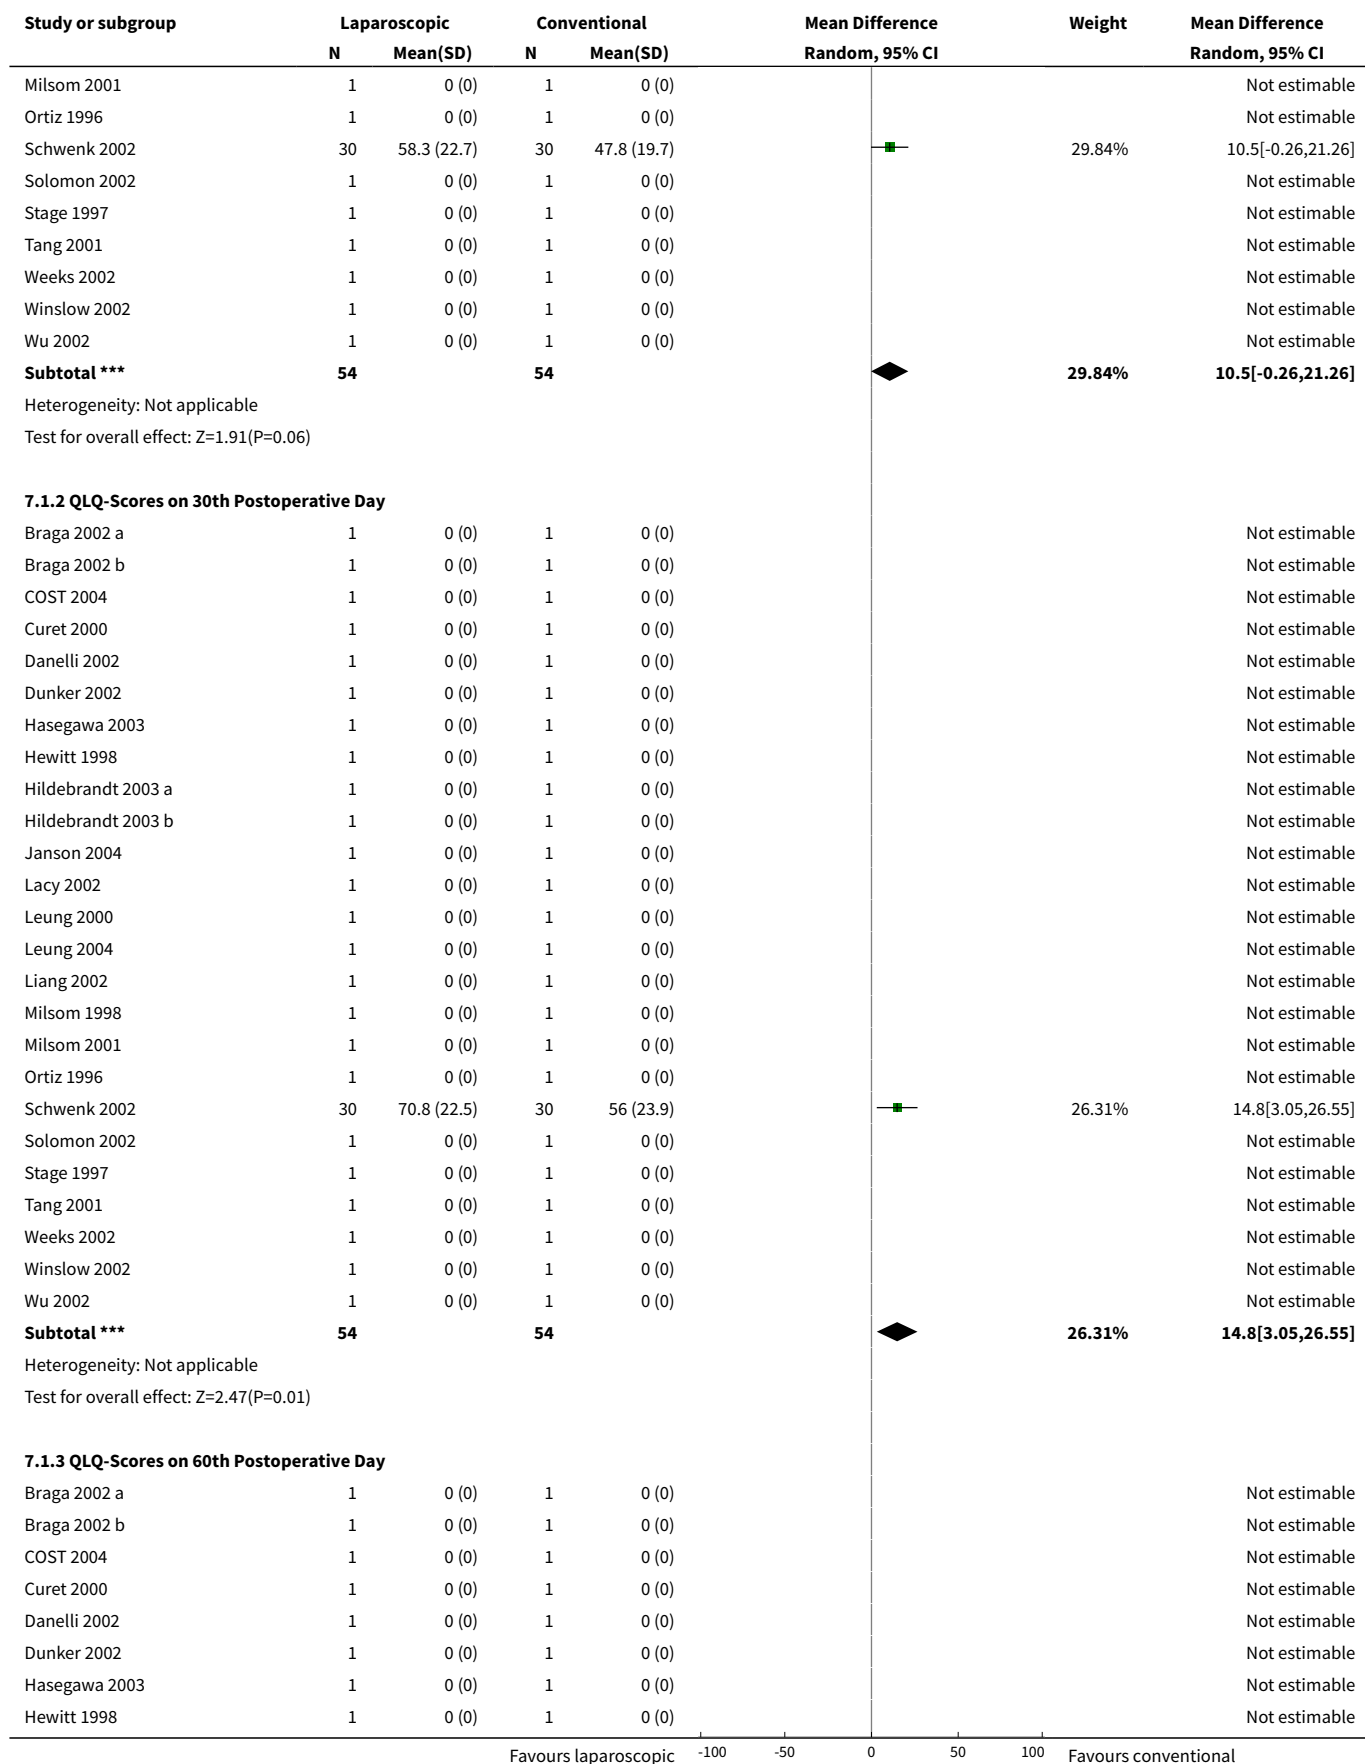 Study or subgroup Laparoscopic Conventional Mean Difference Weight Mean Difference
N Mean(SD) N Mean(SD) Random, 95% CI Random, 95% CI
Milsom 2001 1 0 (0) 1 0 (0) Not estimable
Ortiz 1996 1 0 (0) 1 0 (0) Not estimable
Schwenk 2002 30 58.3 (22.7) 30 47.8 (19.7) 29.84% 10.5[-0.26,21.26]
Solomon 2002 1 0 (0) 1 0 (0) Not estimable
Stage 1997 1 0 (0) 1 0 (0) Not estimable
Tang 2001 1 0 (0) 1 0 (0) Not estimable
Weeks 2002 1 0 (0) 1 0 (0) Not estimable
Winslow 2002 1 0 (0) 1 0 (0) Not estimable
Wu 2002 1 0 (0) 1 0 (0) Not estimable
Subtotal *** 54 54 29.84% 10.5[-0.26,21.26]
Heterogeneity: Not applicable
Test for overall effect: Z=1.91(P=0.06)
7.1.2 QLQ-Scores on 30th Postoperative Day
Braga 2002 a 1 0 (0) 1 0 (0) Not estimable
Braga 2002 b 1 0 (0) 1 0 (0) Not estimable
COST 2004 1 0 (0) 1 0 (0) Not estimable
Curet 2000 1 0 (0) 1 0 (0) Not estimable
Danelli 2002 1 0 (0) 1 0 (0) Not estimable
Dunker 2002 1 0 (0) 1 0 (0) Not estimable
Hasegawa 2003 1 0 (0) 1 0 (0) Not estimable
Hewitt 1998 1 0 (0) 1 0 (0) Not estimable
Hildebrandt 2003 a 1 0 (0) 1 0 (0) Not estimable
Hildebrandt 2003 b 1 0 (0) 1 0 (0) Not estimable
Janson 2004 1 0 (0) 1 0 (0) Not estimable
Lacy 2002 1 0 (0) 1 0 (0) Not estimable
Leung 2000 1 0 (0) 1 0 (0) Not estimable
Leung 2004 1 0 (0) 1 0 (0) Not estimable
Liang 2002 1 0 (0) 1 0 (0) Not estimable
Milsom 1998 1 0 (0) 1 0 (0) Not estimable
Milsom 2001 1 0 (0) 1 0 (0) Not estimable
Ortiz 1996 1 0 (0) 1 0 (0) Not estimable
Schwenk 2002 30 70.8 (22.5) 30 56 (23.9) 26.31% 14.8[3.05,26.55]
Solomon 2002 1 0 (0) 1 0 (0) Not estimable
Stage 1997 1 0 (0) 1 0 (0) Not estimable
Tang 2001 1 0 (0) 1 0 (0) Not estimable
Weeks 2002 1 0 (0) 1 0 (0) Not estimable
Winslow 2002 1 0 (0) 1 0 (0) Not estimable
Wu 2002 1 0 (0) 1 0 (0) Not estimable
Subtotal *** 54 54 26.31% 14.8[3.05,26.55]
Heterogeneity: Not applicable
Test for overall effect: Z=2.47(P=0.01)
7.1.3 QLQ-Scores on 60th Postoperative Day
Braga 2002 a 1 0 (0) 1 0 (0) Not estimable
Braga 2002 b 1 0 (0) 1 0 (0) Not estimable
COST 2004 1 0 (0) 1 0 (0) Not estimable
Curet 2000 1 0 (0) 1 0 (0) Not estimable
Danelli 2002 1 0 (0) 1 0 (0) Not estimable
Dunker 2002 1 0 (0) 1 0 (0) Not estimable
Hasegawa 2003 1 0 (0) 1 0 (0) Not estimable
Hewitt 1998 1 0 (0) 1 0 (0) Not estimable
Favours laparoscopic -100 -50 0 50 100 Favours conventional